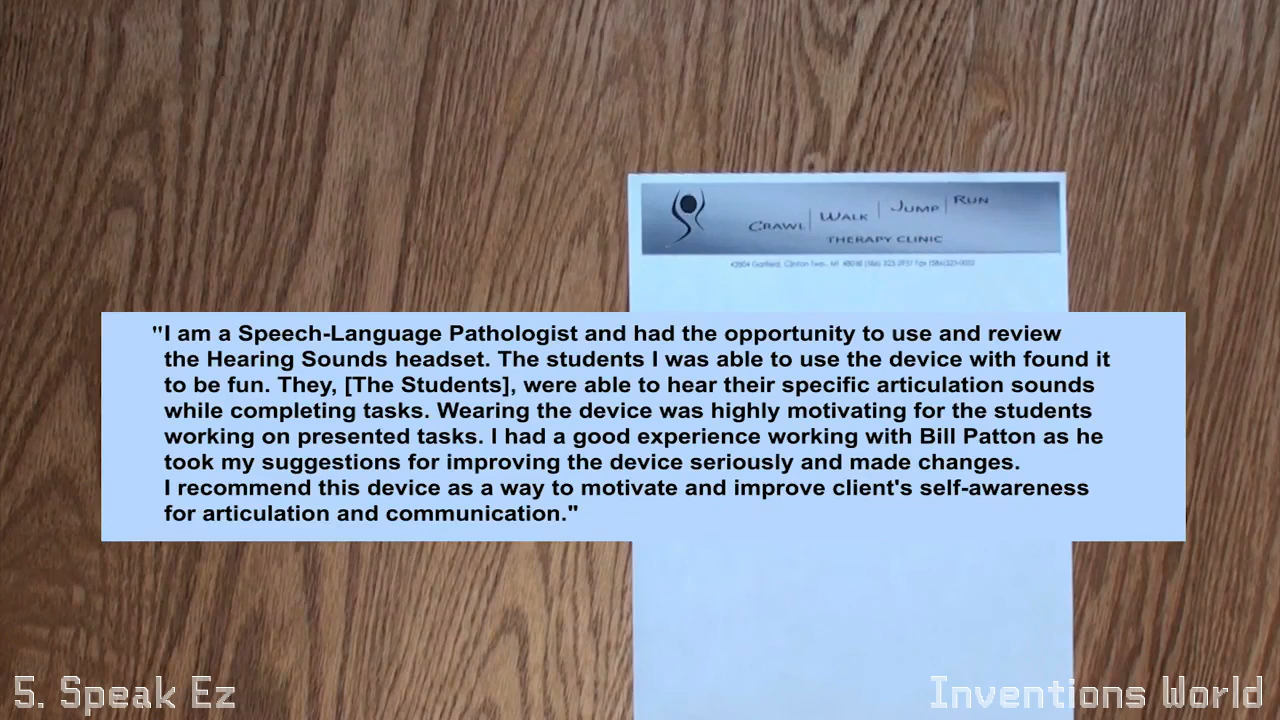 CRAWL WALK JUMP RUN
THERAPY CLINIC
"I am a Speech-Language Pathologist and had the opportunity to use and review
the Hearing Sounds headset. The students I was able to use the device with found it
to be fun. They, [The Students], were able to hear their specific articulation sounds
while completing tasks. Wearing the device was highly motivating for the students
working on presented tasks. I had a good experience working with Bill Patton as he
took my suggestions for improving the device seriously and made changes.
I recommend this device as a way to motivate and improve client's self-awareness
for articulation and communication."
5. Speak Ez
Inventions World